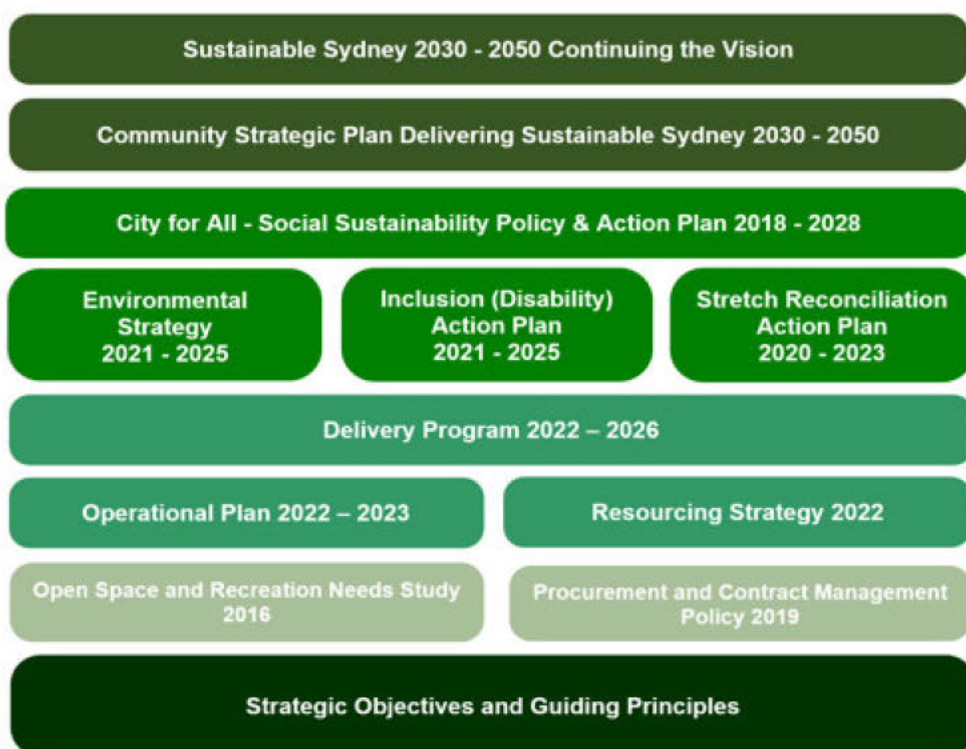 Sustainable Sydney 2030 - 2050 Continuing the Vision
Community Strategic Plan Delivering Sustainable Sydney 2030 - 2050
City for All - Social Sustainability Policy & Action Plan 2018 - 2028
Environmental
Strategy
2021 - 2025
Inclusion (Disability)
Action Plan
2021 - 2025
Stretch Reconciliation
Action Plan
2020 - 2023
Delivery Program 2022 – 2026
Operational Plan 2022 – 2023
Resourcing Strategy 2022
Open Space and Recreation Needs Study
2016
Procurement and Contract Management
Policy 2019
Strategic Objectives and Guiding Principles